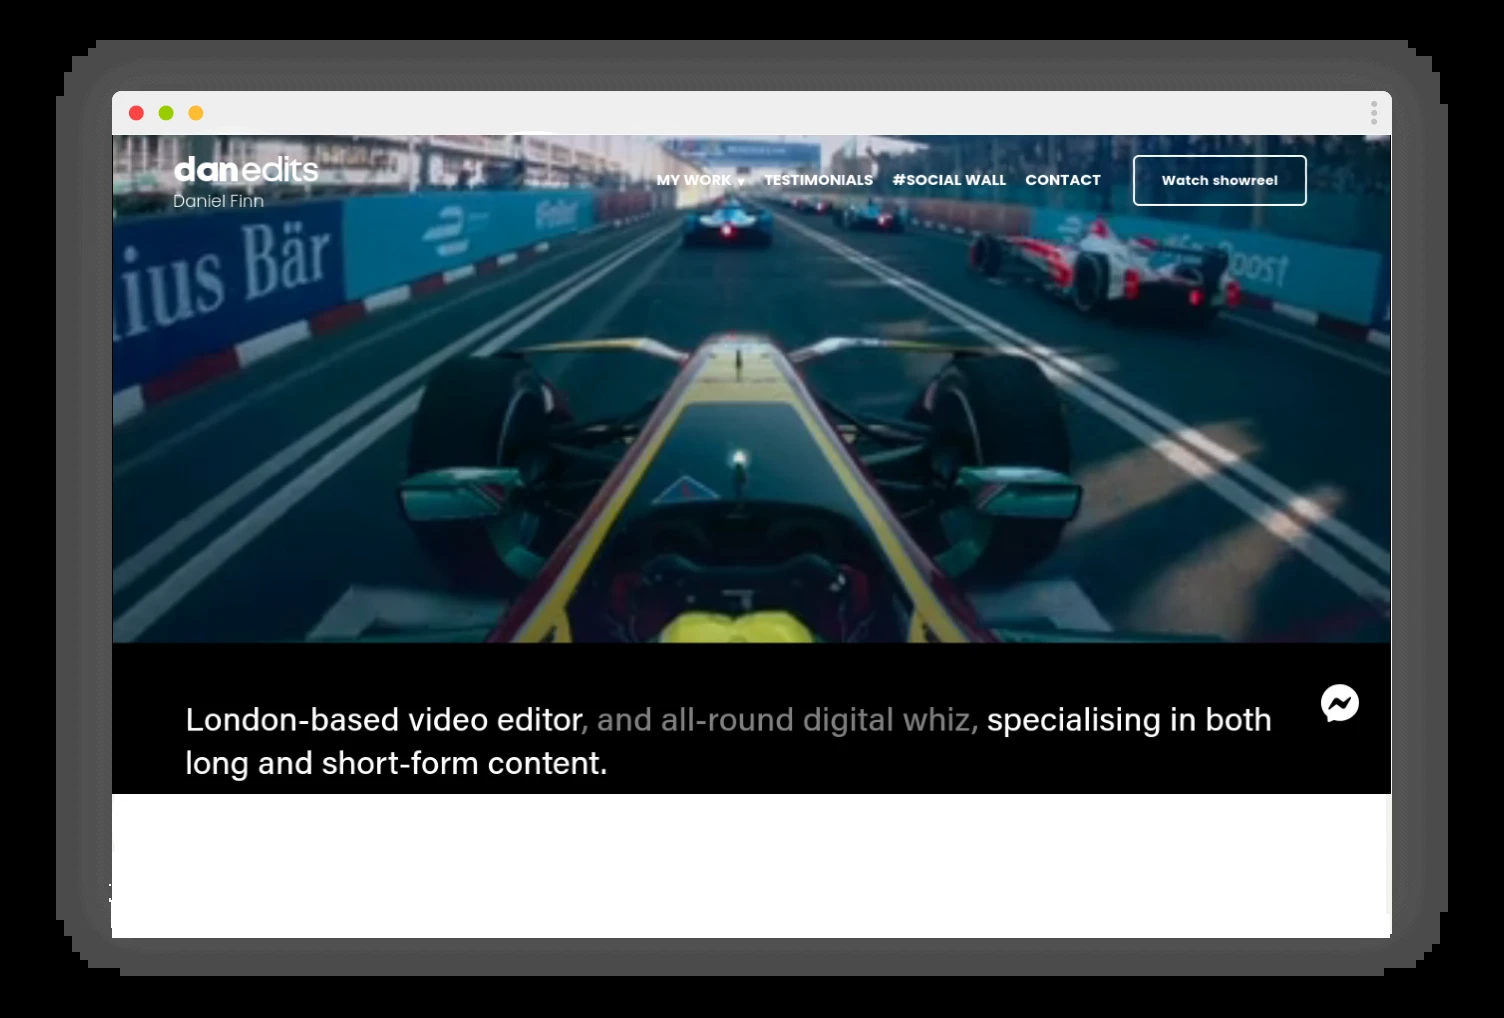 danedits
Daniel Finn
MY WORK ▾ TESTIMONIALS #SOCIAL WALL CONTACT Watch showreel
ius Bär
London-based video editor, and all-round digital whiz, specialising in both
long and short-form content.